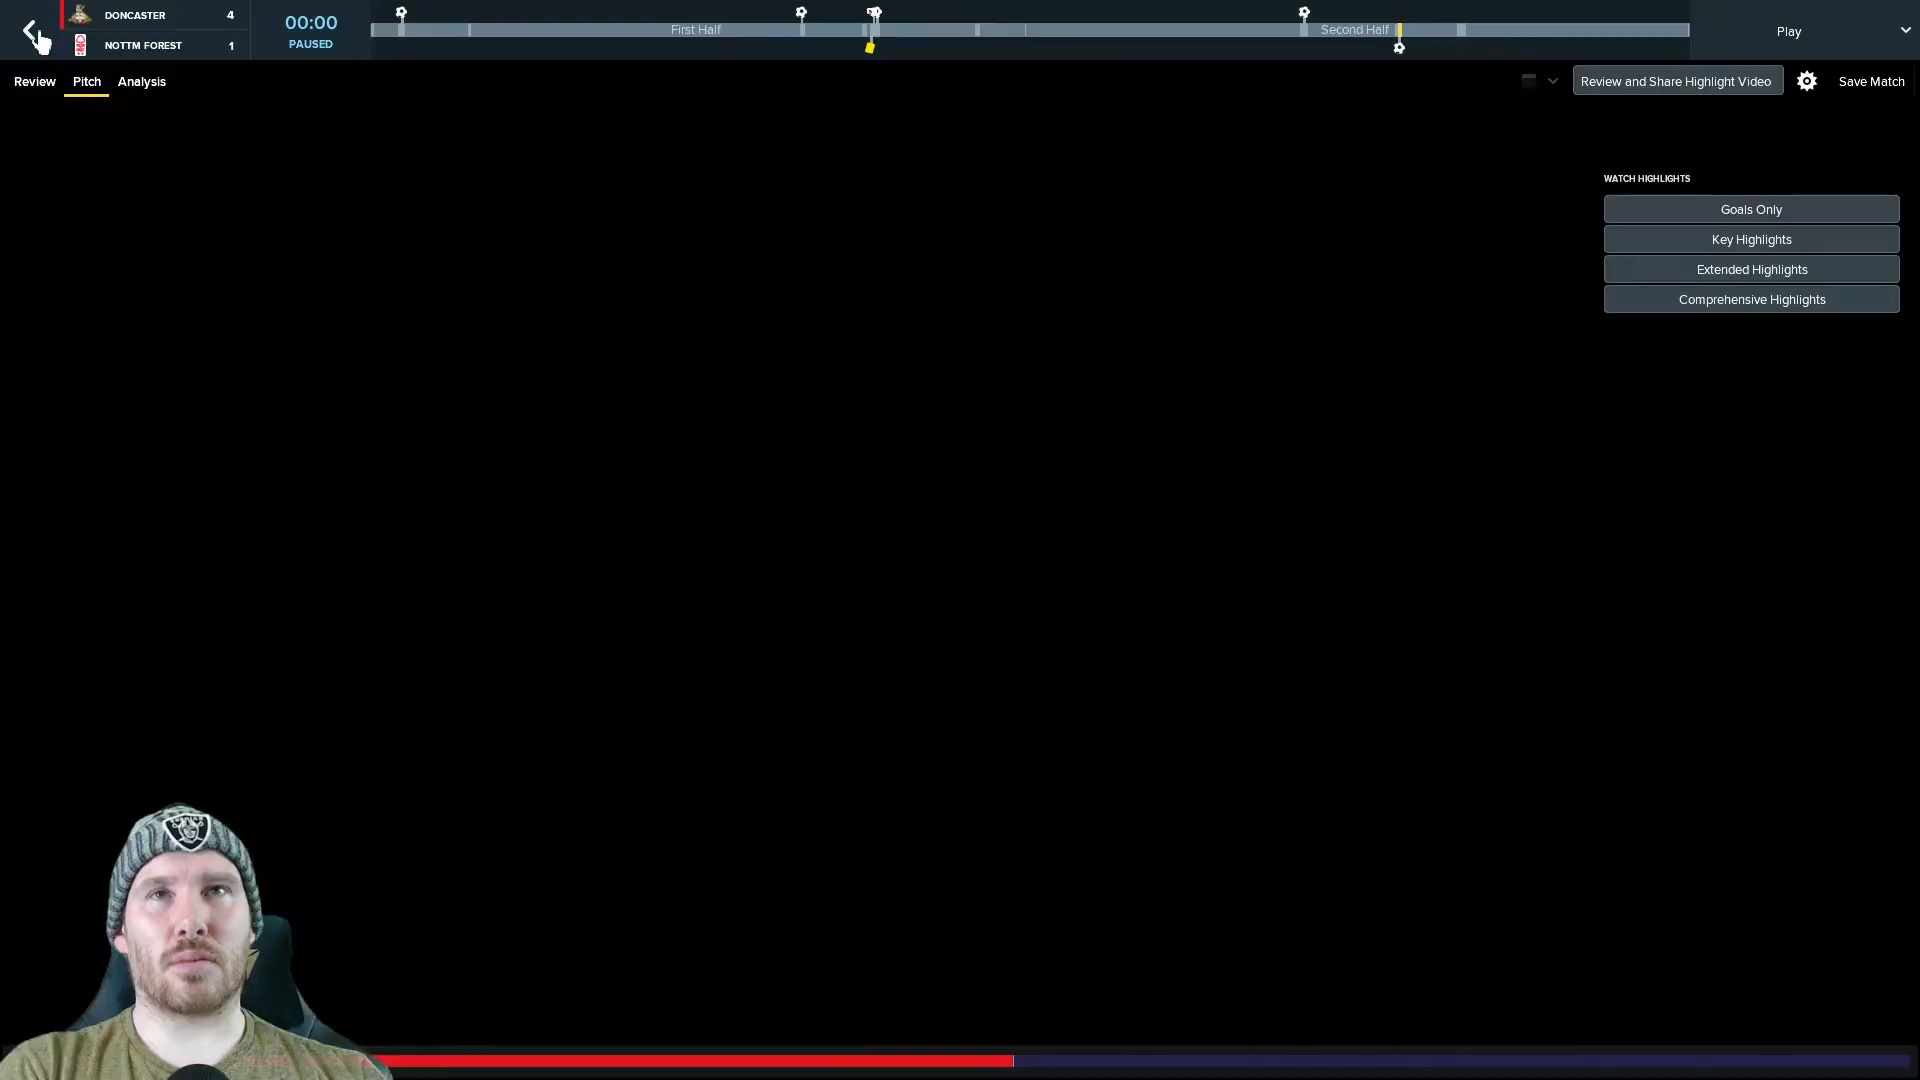 DONCASTER 4
NOTTM FOREST 1
00:00
PAUSED
First Half
Second Half
Play
Review
Pitch
Analysis
Review and Share Highlight Video
Save Match
WATCH HIGHLIGHTS
Goals Only
Key Highlights
Extended Highlights
Comprehensive Highlights